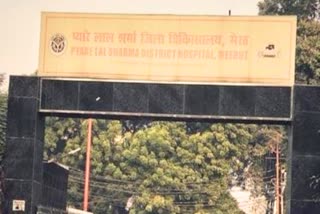 प्यारे लाल शर्मा जिला चिकित्सालय, मेरठ
PYARE LAL SHARMA DISTRICT HOSPITAL, MEERUT